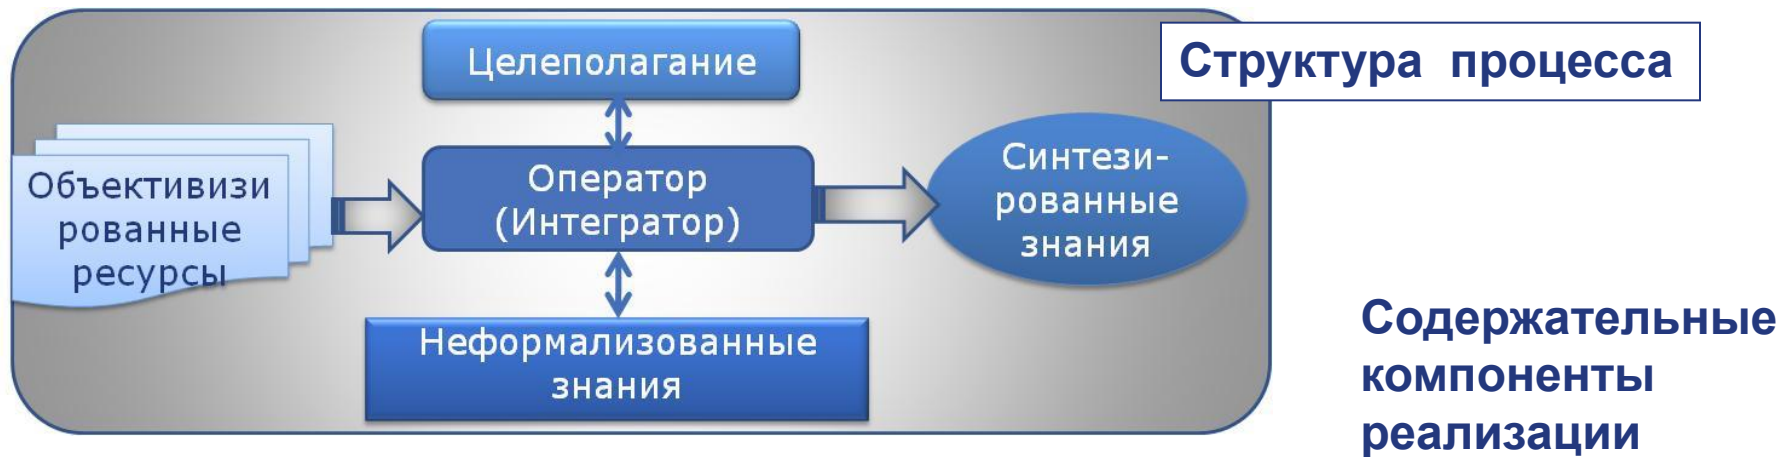 Структура процесса
Целеполагание
Объективизи
рованные
ресурсы
Оператор
(Интегратор)
Синтези-
рованные
знания
Неформализованные
знания
Содержательные
компоненты
реализации